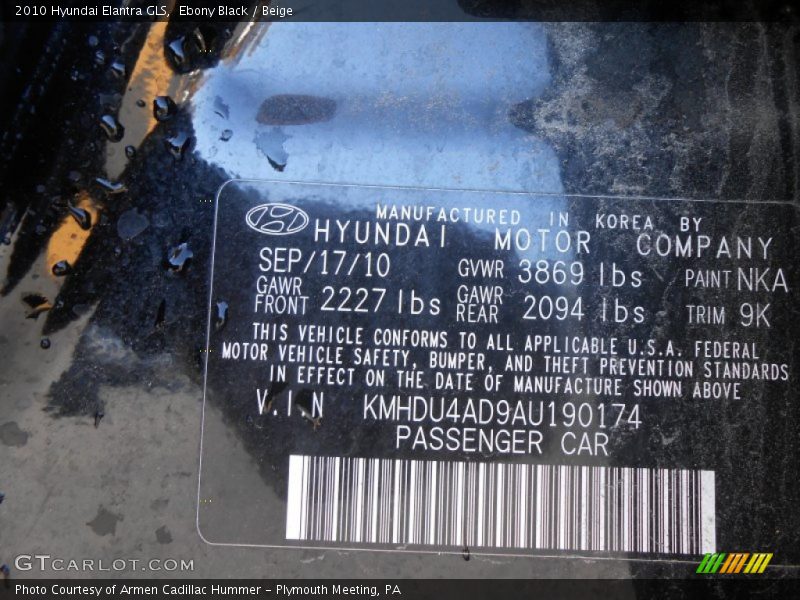 2010 Hyundai Elantra GLS,  Ebony Black / Beige
MANUFACTURED IN KOREA BY
HYUNDAI MOTOR COMPANY
SEP/17/10 GVWR 3869 lbs PAINT NKA
GAWR FRONT 2227 lbs GAWR REAR 2094 lbs TRIM 9K
THIS VEHICLE CONFORMS TO ALL APPLICABLE U.S.A. FEDERAL
MOTOR VEHICLE SAFETY, BUMPER, AND THEFT PREVENTION STANDARDS
IN EFFECT ON THE DATE OF MANUFACTURE SHOWN ABOVE
V.I.N KMHDU4AD9AU190174
PASSENGER CAR
GTCARLOT.COM
Photo Courtesy of Armen Cadillac Hummer - Plymouth Meeting, PA